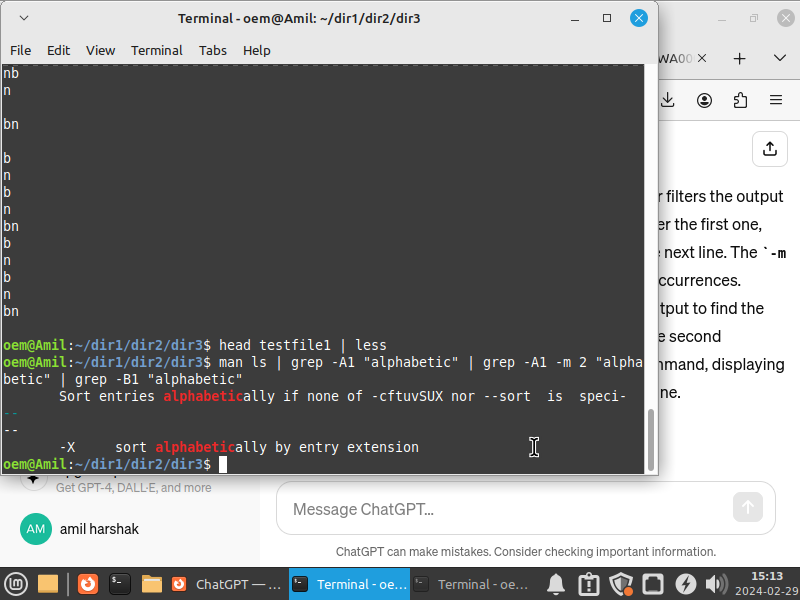 Terminal - oem@Amil: ~/dir1/dir2/dir3
File Edit View Terminal Tabs Help
nb
n
bn
b
n
b
n
bn
b
n
b
n
bn
oem@Amil:~/dir1/dir2/dir3$ head testfile1 | less
oem@Amil:~/dir1/dir2/dir3$ man ls | grep -A1 "alphabetic" | grep -A1 -m 2 "alpha
betic" | grep -B1 "alphabetic"
Sort entries alphabetically if none of -cftuvSUX nor --sort is speci-
--
--
-X sort alphabetically by entry extension
oem@Amil:~/dir1/dir2/dir3$
WA00
r filters the output
er the first one,
next line. The `-m
ccurrences.
tput to find the
e second
mmand, displaying
ne.
Get GPT-4, DALL·E, and more
AM amil harshak
Message ChatGPT...
ChatGPT can make mistakes. Consider checking important information.
ChatGPT — ...
Terminal - oe...
Terminal - oe...
15:13
2024-02-29